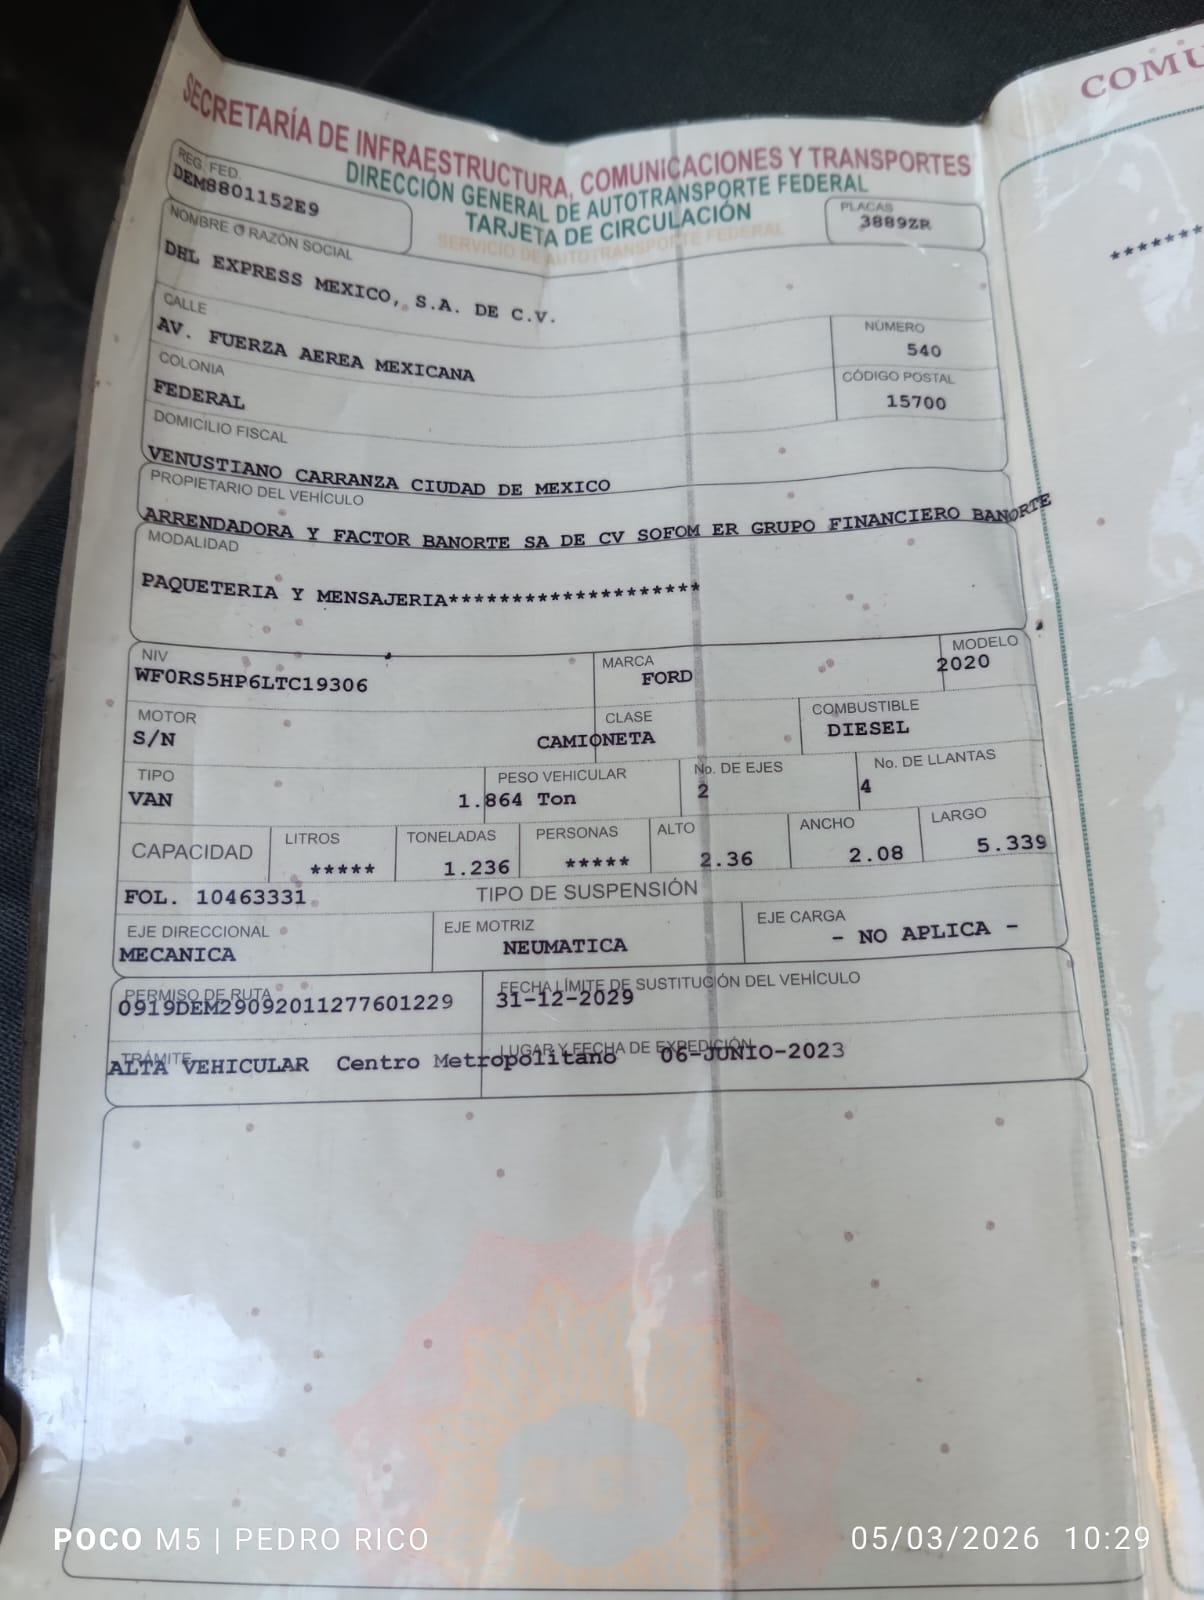 SECRETARÍA DE INFRAESTRUCTURA, COMUNICACIONES Y TRANSPORTES
DIRECCIÓN GENERAL DE AUTOTRANSPORTE FEDERAL
TARJETA DE CIRCULACIÓN
SERVICIO DE AUTOTRANSPORTE FEDERAL
COMU
REG. FED.
DEM8801152E9
PLACAS
3889ZR
*******
NOMBRE O RAZÓN SOCIAL
DHL EXPRESS MEXICO, S.A. DE C.V.
CALLE
AV. FUERZA AEREA MEXICANA
NÚMERO
540
COLONIA
FEDERAL
CÓDIGO POSTAL
15700
DOMICILIO FISCAL
VENUSTIANO CARRANZA CIUDAD DE MEXICO
PROPIETARIO DEL VEHÍCULO
ARRENDADORA Y FACTOR BANORTE SA DE CV SOFOM ER GRUPO FINANCIERO BANORTE
MODALIDAD
PAQUETERIA Y MENSAJERIA********************
NIV
WF0RS5HP6LTC19306
MARCA
FORD
MODELO
2020
MOTOR
S/N
CLASE
CAMIONETA
COMBUSTIBLE
DIESEL
TIPO
VAN
PESO VEHICULAR
1.864 Ton
No. DE EJES
2
No. DE LLANTAS
4
CAPACIDAD
LITROS
*****
TONELADAS
1.236
PERSONAS
*****
ALTO
2.36
ANCHO
2.08
LARGO
5.339
FOL. 10463331
TIPO DE SUSPENSIÓN
EJE DIRECCIONAL
MECANICA
EJE MOTRIZ
NEUMATICA
EJE CARGA
- NO APLICA -
PERMISO DE RUTA
0919DEM29092011277601229
FECHA LÍMITE DE SUSTITUCIÓN DEL VEHÍCULO
31-12-2029
TRÁMITE
ALTA VEHICULAR
LUGAR Y FECHA DE EXPEDICIÓN
Centro Metropolitano 06-JUNIO-2023
POCO M5 | PEDRO RICO
05/03/2026 10:29